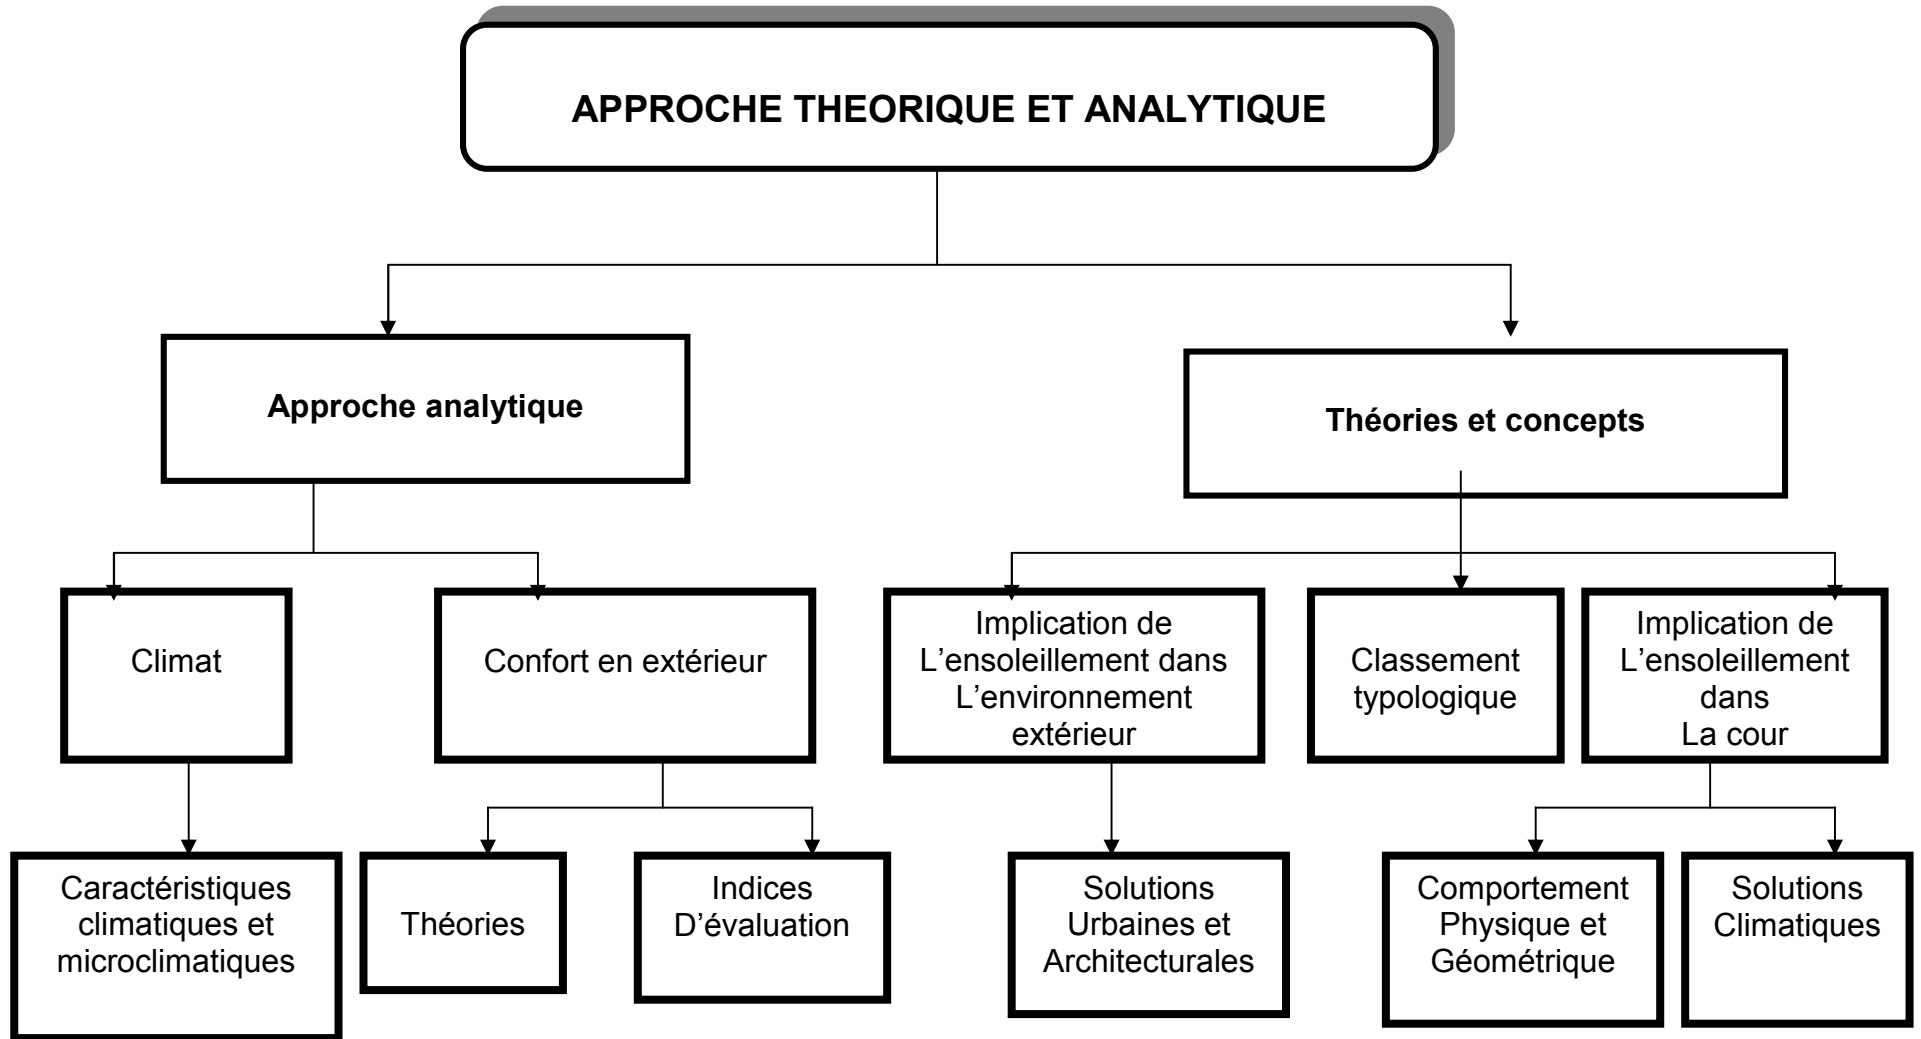 APPROCHE THEORIQUE ET ANALYTIQUE
Approche analytique
Théories et concepts
Climat
Confort en extérieur
Implication de
L’ensoleillement dans
L’environnement
extérieur
Classement
typologique
Implication de
L’ensoleillement
dans
La cour
Caractéristiques
climatiques et
microclimatiques
Théories
Indices
D’évaluation
Solutions
Urbaines et
Architecturales
Comportement
Physique et
Géométrique
Solutions
Climatiques